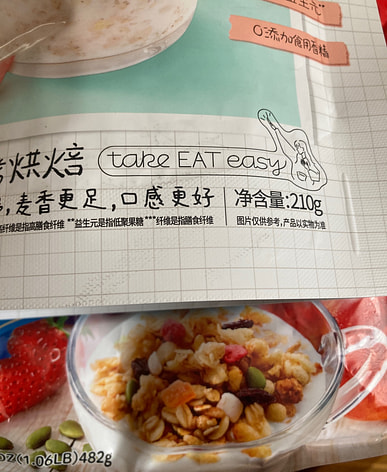 生元"
0添加食用香精
烘焙
take EAT easy
,麦香更足,口感更好
净含量:210g
纤维是指高膳食纤维 **益生元是指低聚果糖 ***纤维是指膳食纤维
图片仅供参考,产品以实物为准
OZ(1.06LB)482g